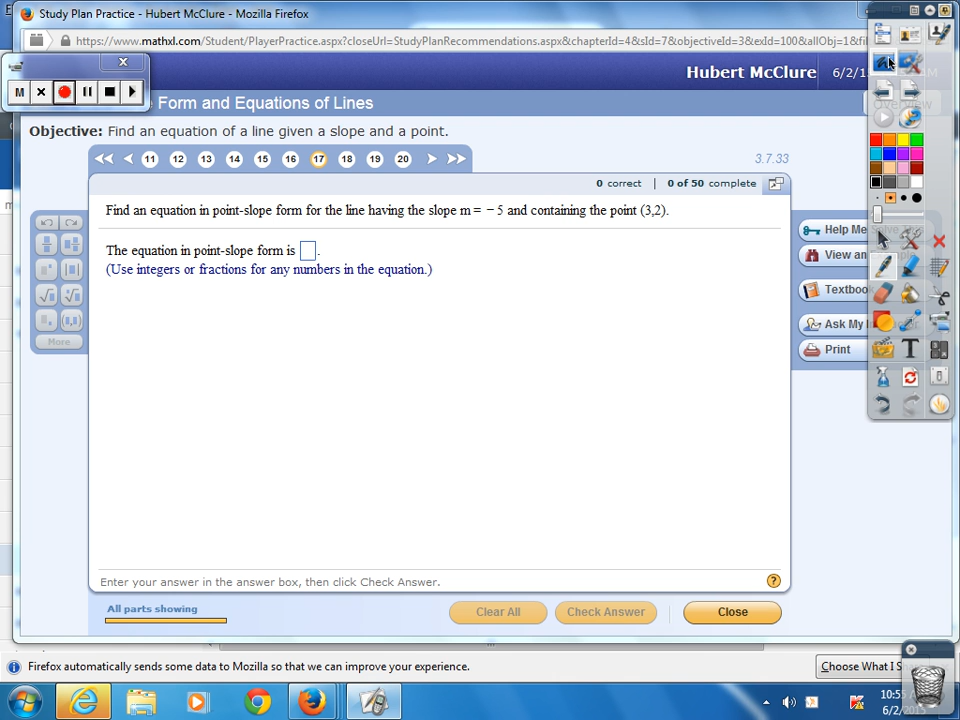 Study Plan Practice - Hubert McClure - Mozilla Firefox
https://www.mathxl.com/Student/PlayerPractice.aspx?closeUrl=StudyPlanRecommendations.aspx&chapterId=4&sId=7&objectiveId=3&exId=100&allObj=1&fil
Hubert McClure 6/2/1
M
Form and Equations of Lines
Objective: Find an equation of a line given a slope and a point.
11 12 13 14 15 16 17 18 19 20
3.7.33
0 correct | 0 of 50 complete
Find an equation in point-slope form for the line having the slope m = − 5 and containing the point (3,2).
The equation in point-slope form is .
(Use integers or fractions for any numbers in the equation.)
More
Help Me
View an
Textboo
Ask My
Print
T
Enter your answer in the answer box, then click Check Answer.
?
All parts showing
Clear All
Check Answer
Close
Firefox automatically sends some data to Mozilla so that we can improve your experience.
Choose What I S
10:55
6/2/